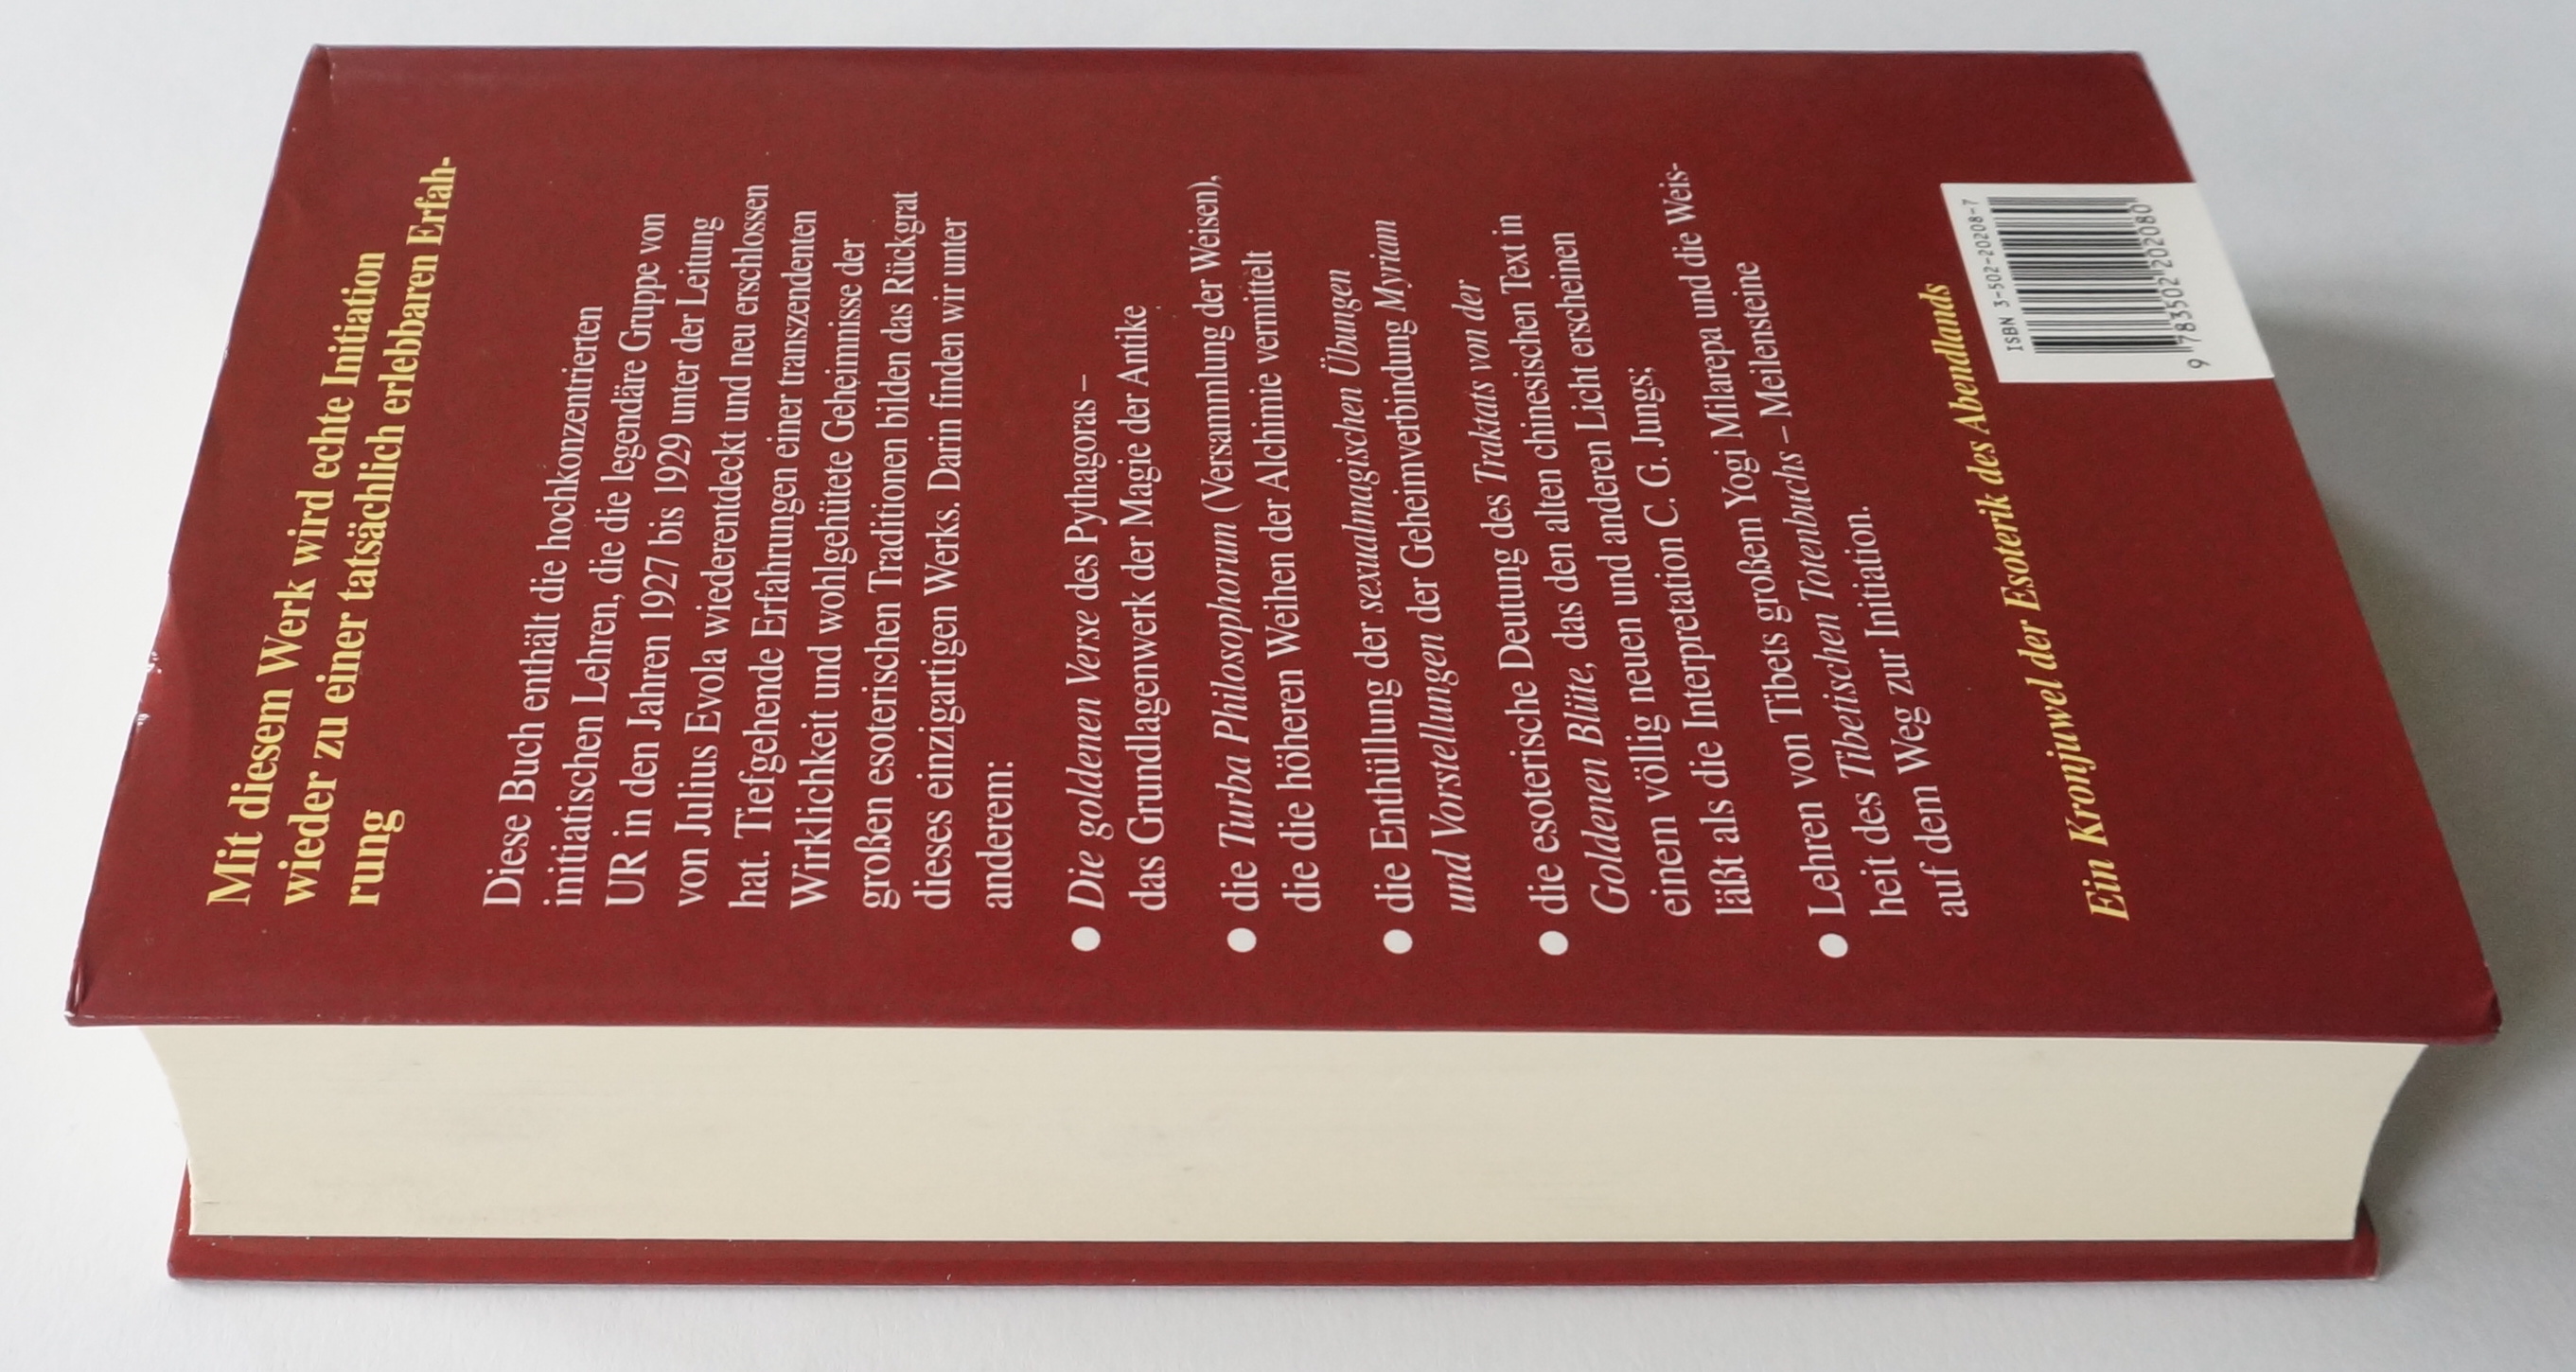 Mit diesem Werk wird echte Initiation
wieder zu einer tatsächlich erlebbaren Erfah-
rung
Diese Buch enthält die hochkonzentrierten
initiatischen Lehren, die die legendäre Gruppe von
UR in den Jahren 1927 bis 1929 unter der Leitung
von Julius Evola wiederentdeckt und neu erschlossen
hat. Tiefgehende Erfahrungen einer transzendenten
Wirklichkeit und wohlgehütete Geheimnisse der
großen esoterischen Traditionen bilden das Rückgrat
dieses einzigartigen Werks. Darin finden wir unter
anderem:
● Die goldenen Verse des Pythagoras –
das Grundlagenwerk der Magie der Antike
● die Turba Philosophorum (Versammlung der Weisen),
die die höheren Weihen der Alchimie vermittelt
● die Enthüllung der sexualmagischen Übungen
und Vorstellungen der Geheimverbindung Myriam
● die esoterische Deutung des Traktats von der
Goldenen Blüte, das den alten chinesischen Text in
einem völlig neuen und anderen Licht erscheinen
läßt als die Interpretation C. G. Jungs;
● Lehren von Tibets großem Yogi Milarepa und die Weis-
heit des Tibetischen Totenbuchs – Meilensteine
auf dem Weg zur Initiation.
Ein Kronjuwel der Esoterik des Abendlands
ISBN 3-502-20208-7
9 783502 202080